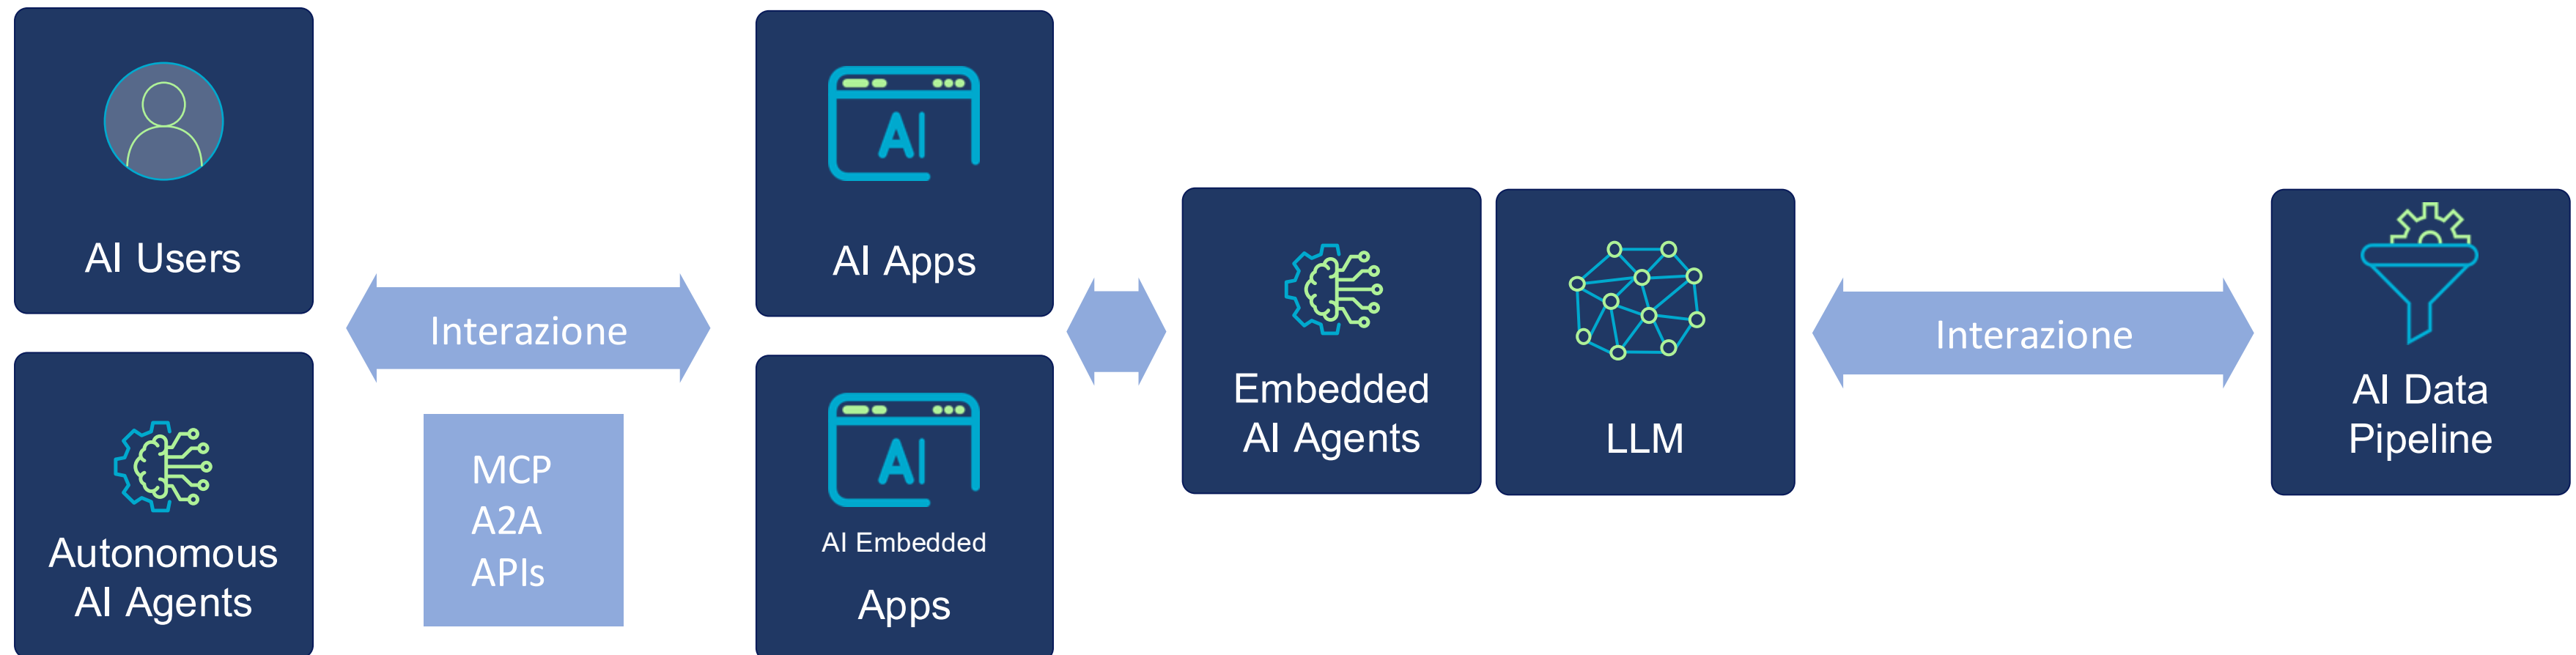 AI Users
Autonomous
AI Agents
Interazione
MCP
A2A
APIs
AI
AI Apps
AI
AI Embedded
Apps
Embedded
AI Agents
LLM
Interazione
AI Data
Pipeline